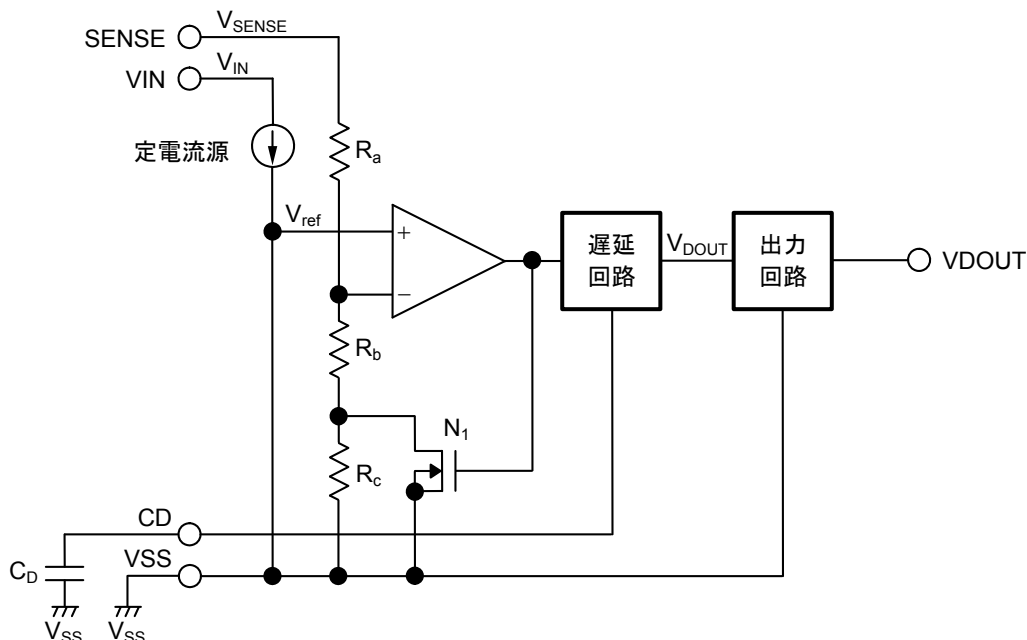 SENSE
VSENSE
VIN
VIN
定電流源
Ra
Vref
+
−
遅延
回路
VDOUT
出力
回路
VDOUT
Rb
N1
Rc
CD
VSS
CD
VSS
VSS